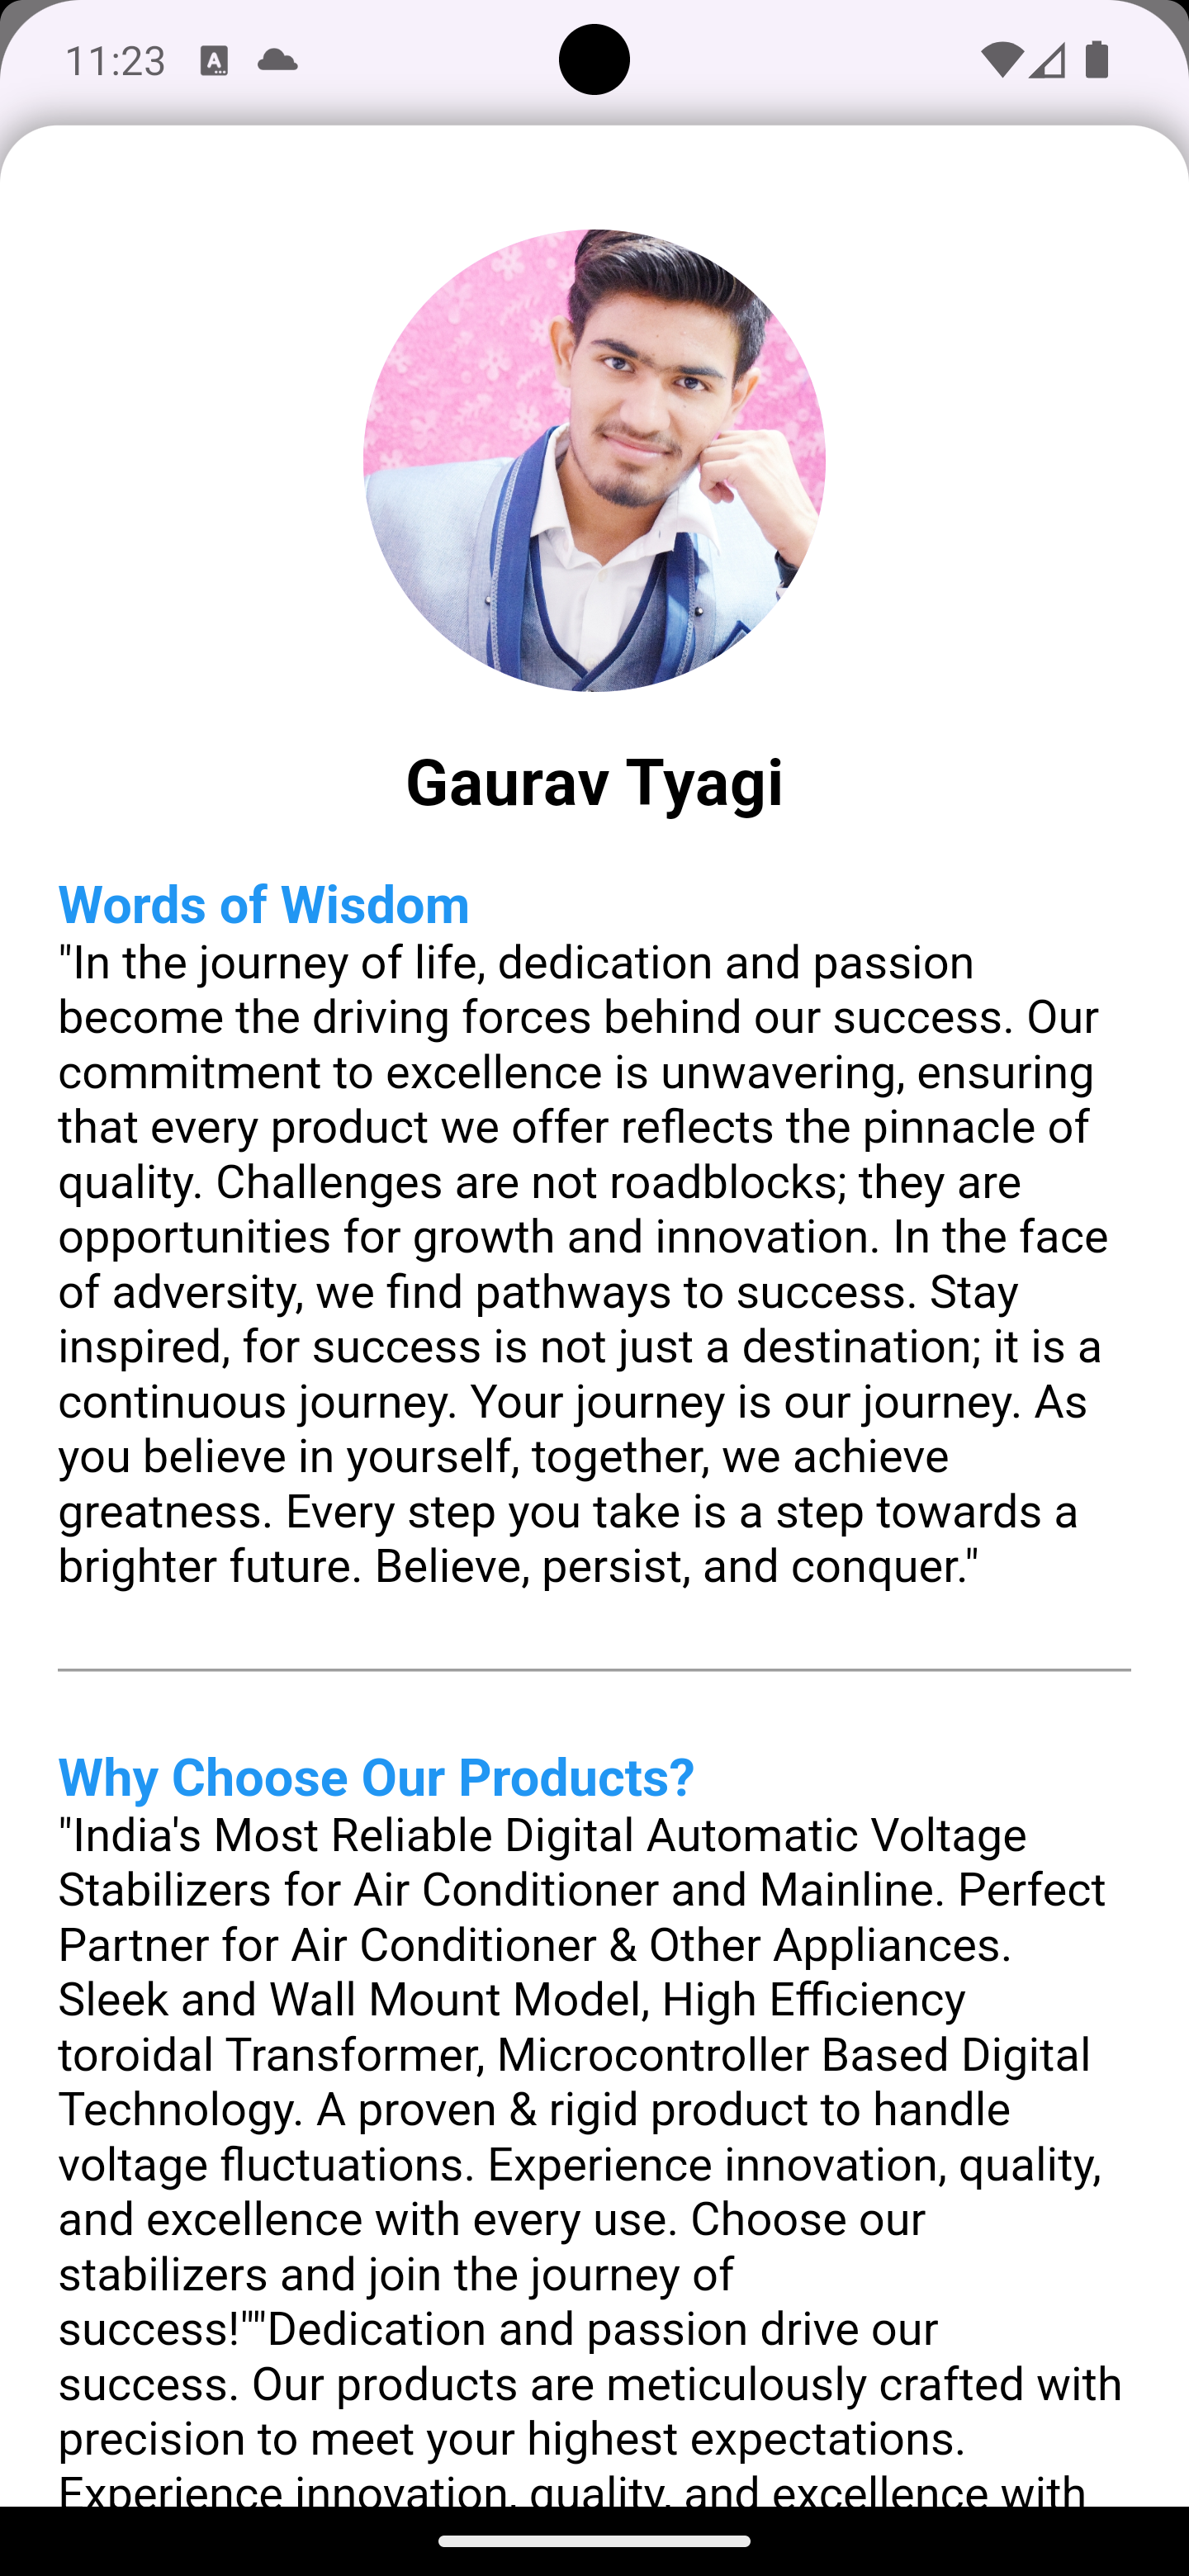 11:23
Gaurav Tyagi
Words of Wisdom
"In the journey of life, dedication and passion
become the driving forces behind our success. Our
commitment to excellence is unwavering, ensuring
that every product we offer reflects the pinnacle of
quality. Challenges are not roadblocks; they are
opportunities for growth and innovation. In the face
of adversity, we find pathways to success. Stay
inspired, for success is not just a destination; it is a
continuous journey. Your journey is our journey. As
you believe in yourself, together, we achieve
greatness. Every step you take is a step towards a
brighter future. Believe, persist, and conquer."
Why Choose Our Products?
"India's Most Reliable Digital Automatic Voltage
Stabilizers for Air Conditioner and Mainline. Perfect
Partner for Air Conditioner & Other Appliances.
Sleek and Wall Mount Model, High Efficiency
toroidal Transformer, Microcontroller Based Digital
Technology. A proven & rigid product to handle
voltage fluctuations. Experience innovation, quality,
and excellence with every use. Choose our
stabilizers and join the journey of
success!""Dedication and passion drive our
success. Our products are meticulously crafted with
precision to meet your highest expectations.
Experience innovation, quality, and excellence with